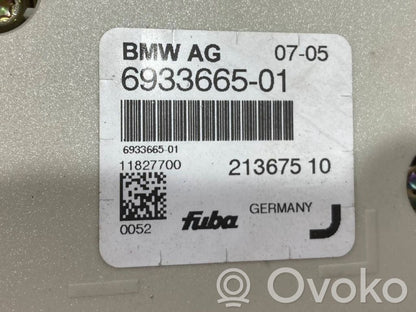 BMW AG 07-05
6933665-01
6933665-01
11827700 213675 10
0052 fuba GERMANY
Ovoko